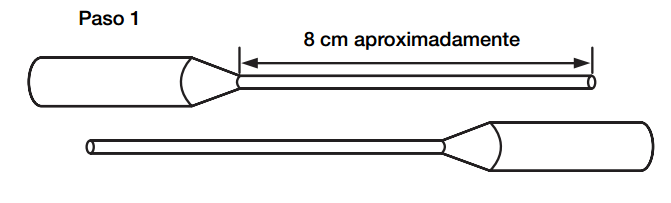 Paso 1
8 cm aproximadamente